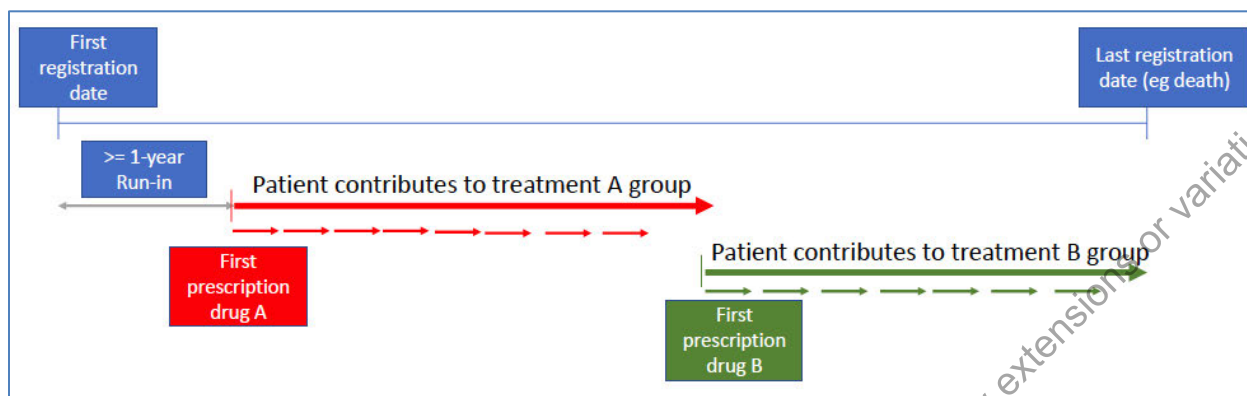 First
registration
date
Last registration
date (eg death)
>= 1-year
Run-in
Patient contributes to treatment A group
First
prescription
drug A
Patient contributes to treatment B group
First
prescription
drug B
extensions or variati